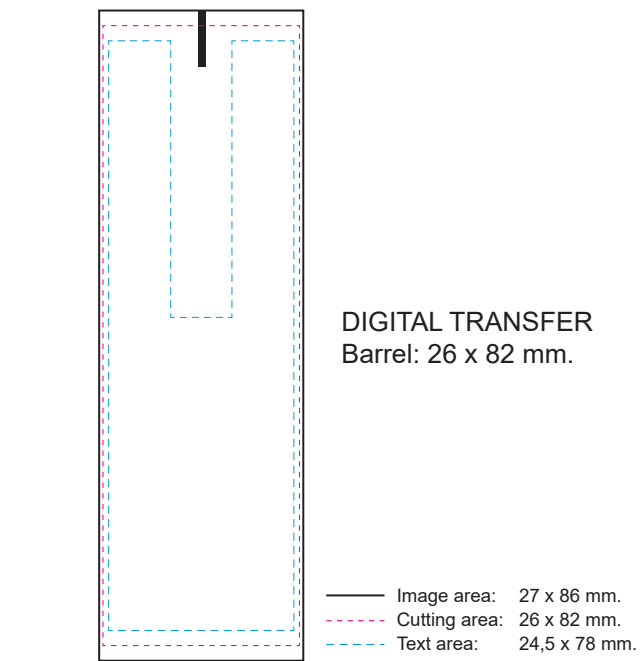 DIGITAL TRANSFER
Barrel: 26 x 82 mm.
Image area: 27 x 86 mm.
Cutting area: 26 x 82 mm.
Text area: 24,5 x 78 mm.